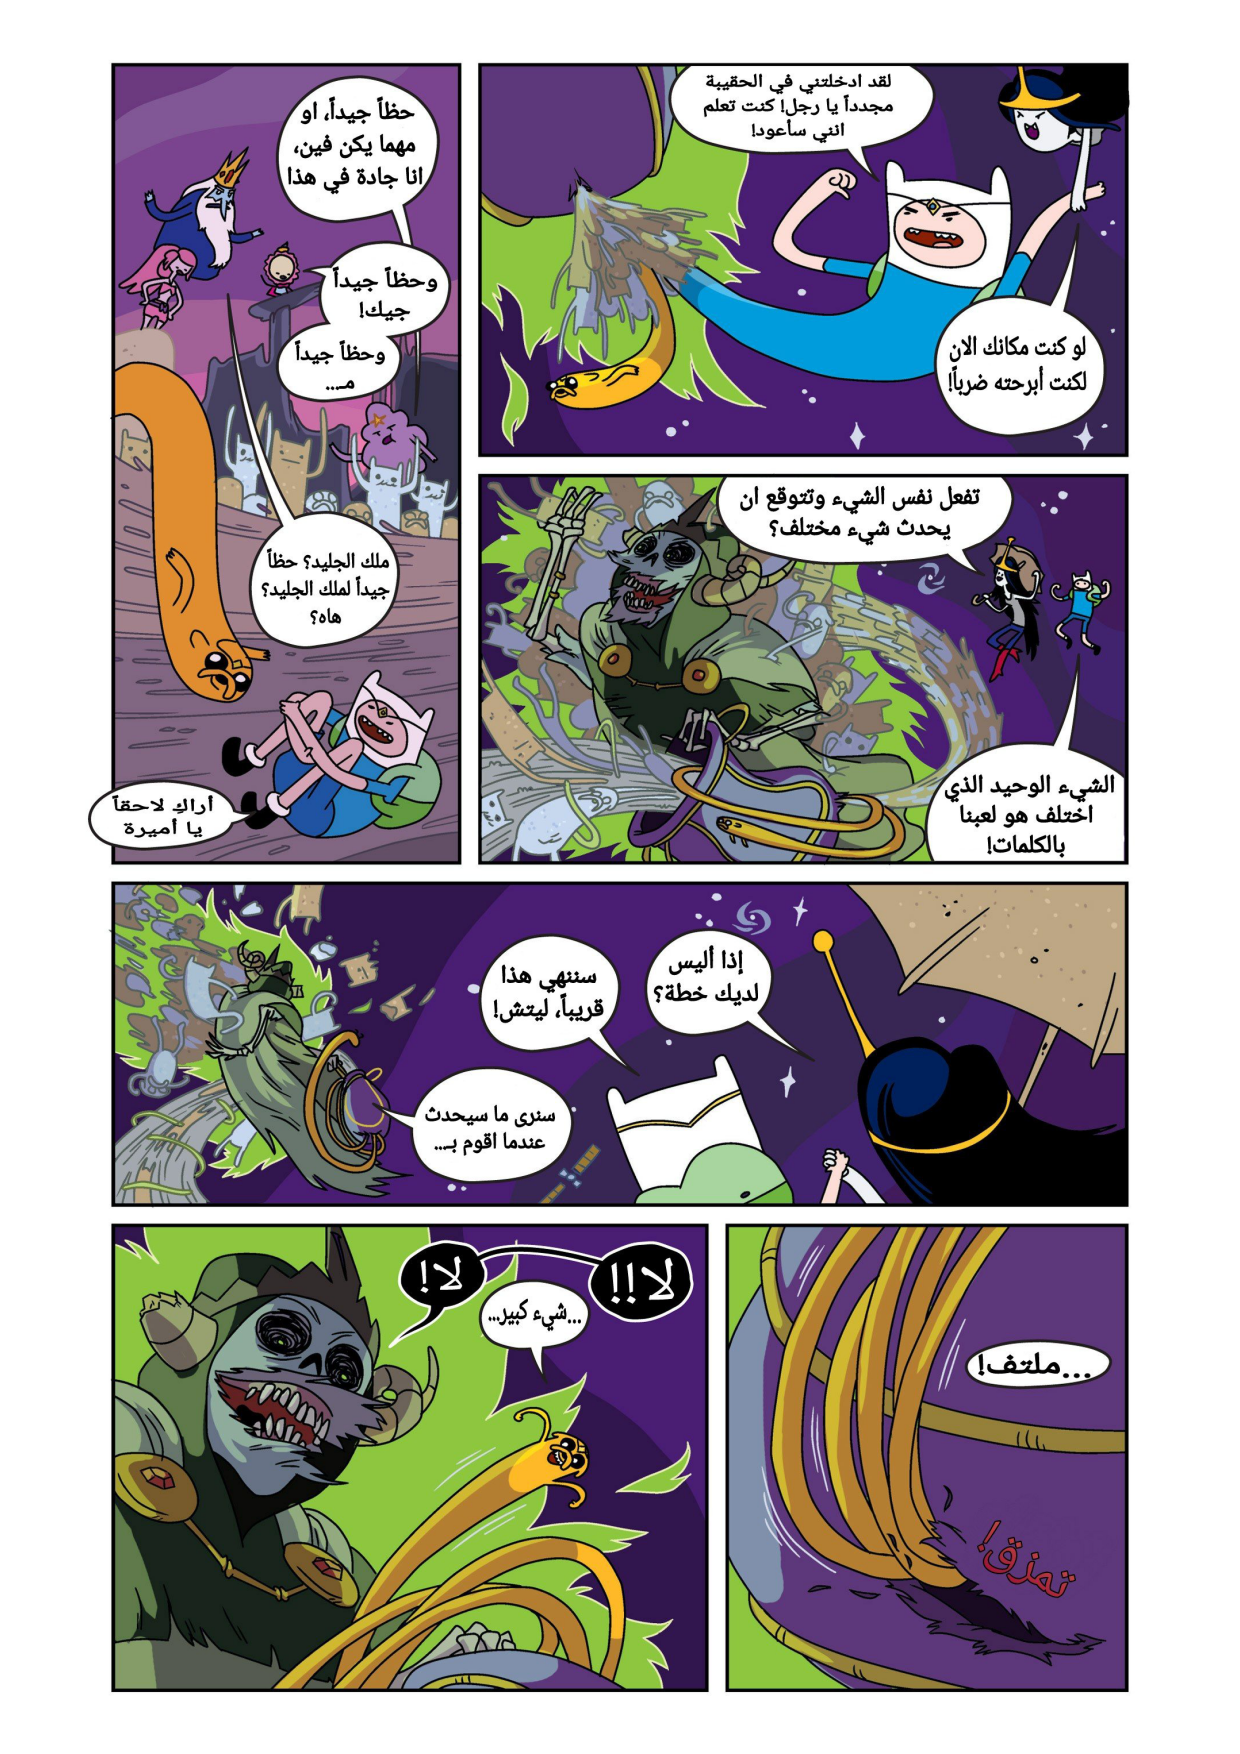 لقد ادخلتني في الحقيبة
مجدداً يا رجل! كنت تعلم
انني سأعود!
لو كنت مكانك الان
لكنت أبرحته ضرباً!
حظاً جيداً، او
مهما يكن فين،
انا جادة في هذا
وحظاً جيداً
جيك!
وحظاً جيداً
مـ...
ملك الجليد؟ حظاً
جيداً لملك الجليد؟
هاه؟
أراكِ لاحقاً
يا أميرة
تفعل نفس الشيء وتتوقع ان
يحدث شيء مختلف؟
الشيء الوحيد الذي
اختلف هو لعبنا
بالكلمات!
إذا أليس
لديك خطة؟
سننهي هذا
قريباً، ليتش!
سنرى ما سيحدث
عندما اقوم بـ...
...ملتف!
تمزق!
لا!!
لا!
...شيء كبير...